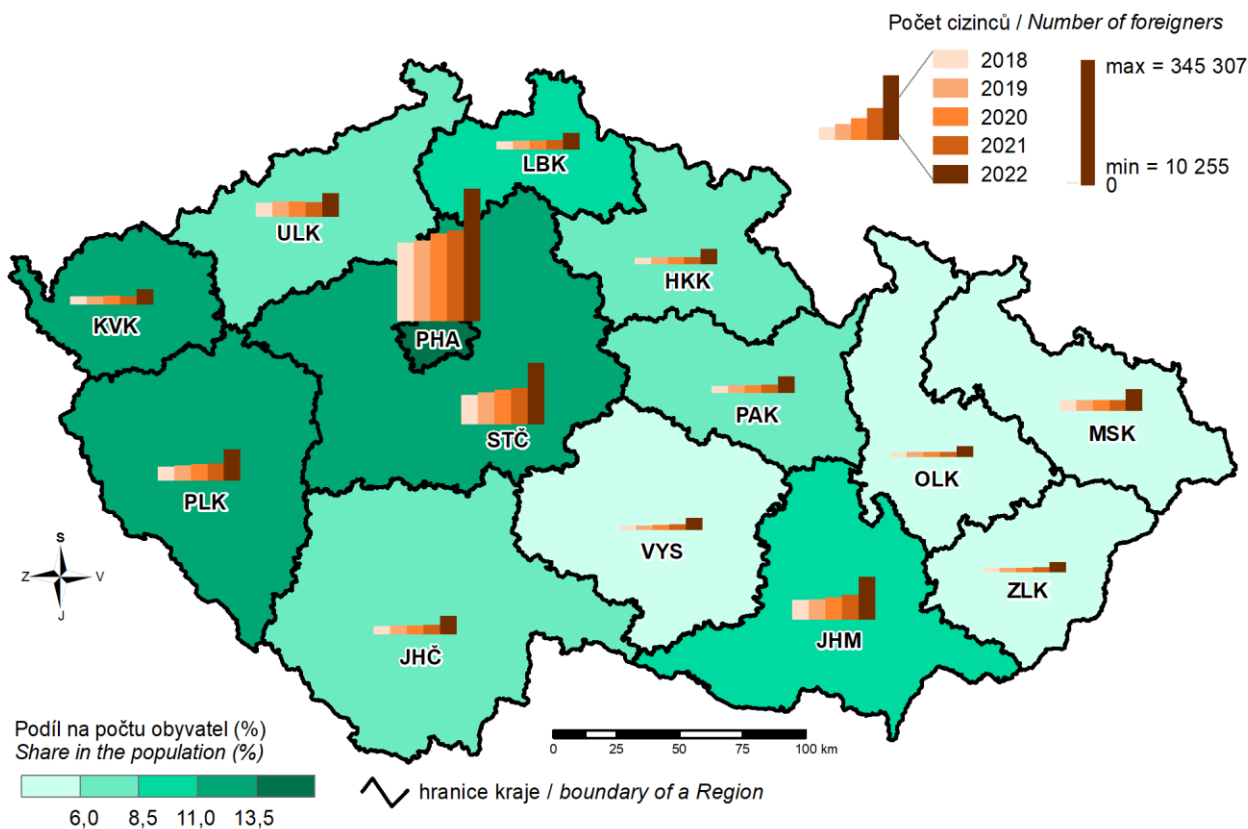 Počet cizinců / Number of foreigners
2018
2019
2020
2021
2022
max = 345 307
min = 10 255
0
LBK
ULK
HKK
KVK
PHA
PAK
MSK
STČ
OLK
PLK
VYS
ZLK
JHM
JHČ
S
Z
V
J
Podíl na počtu obyvatel (%)
Share in the population (%)
6,0 8,5 11,0 13,5
hranice kraje / boundary of a Region
0 25 50 75 100 km